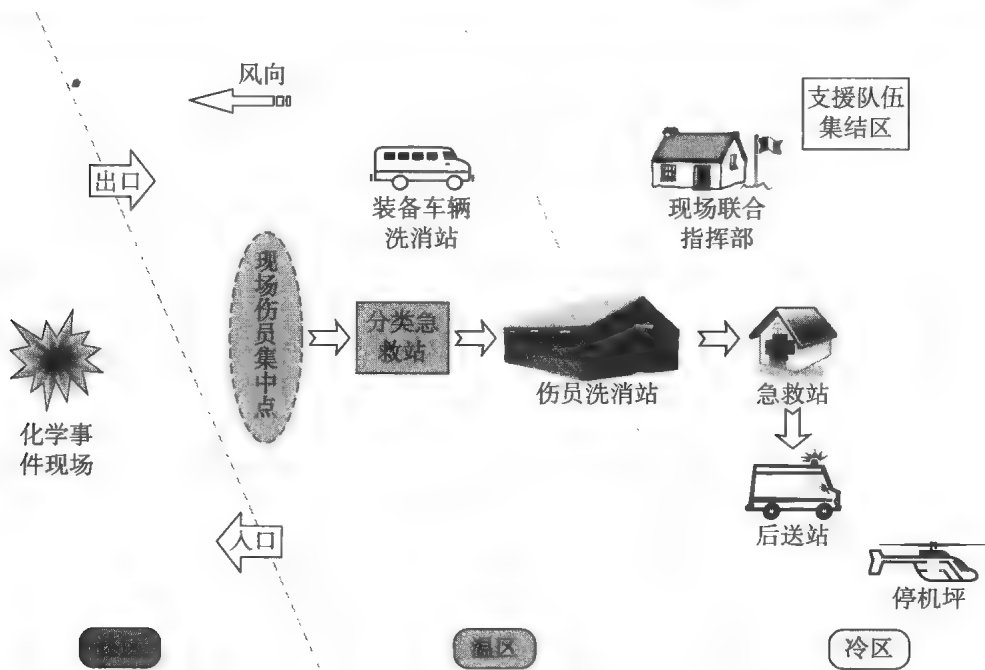 风向
支援队伍
集结区
出口
装备车辆
洗消站
现场联合
指挥部
现场伤员集中点
分类急
救站
伤员洗消站
急救站
化学事
件现场
后送站
入口
停机坪
温区
冷区